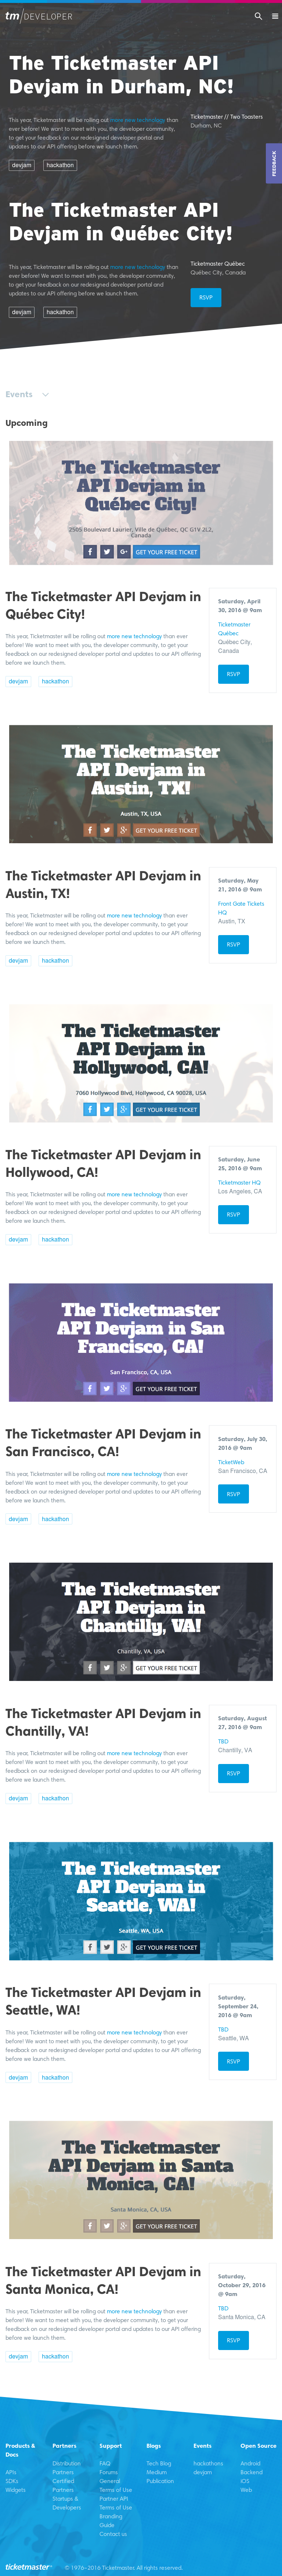 tm/DEVELOPER
FEEDBACK
The Ticketmaster API
Devjam in Durham, NC!
This year, Ticketmaster will be rolling out more new technology than
ever before! We want to morei with you, the developer community,
to get your feedback on our redesigned developer portal and
updates to our API offering before we launch them.
devjam hackathon
Ticketmaster // Two Toasters
Durham, NC
The Ticketmaster API
Devjam in Québec City!
This year, Ticketmaster will be rolling out more new technology than
ever before! We want to devjam with you, the developer community,
to get your feedback on our redesigned developer portal and
updates to our API offering before we launch them.
devjam hackathon
Ticketmaster Québec
Québec City, Canada
RSVP
Events
Upcoming
The Ticketmaster
API Devjam in
Québec City!
2505 Boulevard Laurier, Ville de Québec, QC G1V 2L2,
Canada
GET YOUR FREE TICKET
The Ticketmaster API Devjam in
Québec City!
This year, Ticketmaster will be rolling out more new technology than
ever before! We want to devjam with you, the developer community, to get your
feedback on our redesigned developer portal and updates to our API offering
before we launch them.
devjam hackathon
Saturday, April
30, 2016 @ 9am
Ticketmaster
Québec
Québec City,
Canada
RSVP
The Ticketmaster
API Devjam in
Austin, TX!
Austin, TX, USA
GET YOUR FREE TICKET
The Ticketmaster API Devjam in
Austin, TX!
This year, Ticketmaster will be rolling out more new technology than
ever before! We want to devjam with you, the developer community, to get your
feedback on our redesigned developer portal and updates to our API offering
before we launch them.
devjam hackathon
Saturday, May
21, 2016 @ 9am
Front Gate Tickets
HQ
Austin, TX
RSVP
The Ticketmaster
API Devjam in
Hollywood, CA!
7060 Hollywood Blvd, Hollywood, CA 90028, USA
GET YOUR FREE TICKET
The Ticketmaster API Devjam in
Hollywood, CA!
This year, Ticketmaster will be rolling out more new technology than
ever before! We want to devjam with you, the developer community, to get your
feedback on our redesigned developer portal and updates to our API offering
before we launch them.
devjam hackathon
Saturday, June
25, 2016 @ 9am
Ticketmaster HQ
Los Angeles, CA
RSVP
The Ticketmaster
API Devjam in San
Francisco, CA!
San Francisco, CA, USA
GET YOUR FREE TICKET
The Ticketmaster API Devjam in
San Francisco, CA!
This year, Ticketmaster will be rolling out more new technology than
ever before! We want to devjam with you, the developer community, to get your
feedback on our redesigned developer portal and updates to our API offering
before we launch them.
devjam hackathon
Saturday, July 30,
2016 @ 9am
TicketWeb
San Francisco, CA
RSVP
The Ticketmaster
API Devjam in
Chantilly, VA!
Chantilly, VA, USA
GET YOUR FREE TICKET
The Ticketmaster API Devjam in
Chantilly, VA!
This year, Ticketmaster will be rolling out more new technology than
ever before! We want to devjam with you, the developer community, to get your
feedback on our redesigned developer portal and updates to our API offering
before we launch them.
devjam hackathon
Saturday, August
27, 2016 @ 9am
TBD
Chantilly, VA
RSVP
The Ticketmaster
API Devjam in
Seattle, WA!
Seattle, WA, USA
GET YOUR FREE TICKET
The Ticketmaster API Devjam in
Seattle, WA!
This year, Ticketmaster will be rolling out more new technology than
ever before! We want to devjam with you, the developer community, to get your
feedback on our redesigned developer portal and updates to our API offering
before we launch them.
devjam hackathon
Saturday,
September 24,
2016 @ 9am
TBD
Seattle, WA
RSVP
The Ticketmaster
API Devjam in Santa
Monica, CA!
Santa Monica, CA, USA
GET YOUR FREE TICKET
The Ticketmaster API Devjam in
Santa Monica, CA!
This year, Ticketmaster will be rolling out more new technology than
ever before! We want to devjam with you, the developer community, to get your
feedback on our redesigned developer portal and updates to our API offering
before we launch them.
devjam hackathon
Saturday,
October 29, 2016
@ 9am
TBD
Santa Monica, CA
RSVP
Products &
Docs
APIs
SDKs
Widgets
Partners
Distribution
Partners
Certified
Partners
Startups &
Developers
Support
FAQ
Forums
General
Terms of Use
Partner API
Terms of Use
Branding
Guide
Contact us
Blogs
Tech Blog
Medium
Publication
Events
hackathons
devjam
Open Source
Android
Backend
iOS
Web
ticketmaster
© 1976-2016 Ticketmaster. All rights reserved.